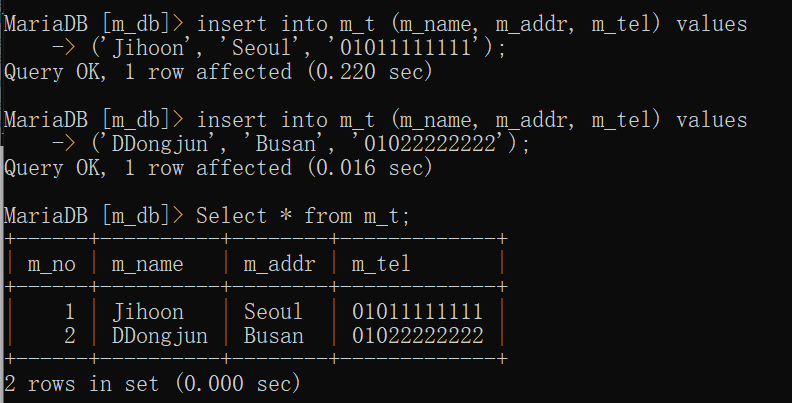 MariaDB [m_db]> insert into m_t (m_name, m_addr, m_tel) values
    -> ('Jihoon', 'Seoul', '01011111111');
Query OK, 1 row affected (0.220 sec)

MariaDB [m_db]> insert into m_t (m_name, m_addr, m_tel) values
    -> ('DDongjun', 'Busan', '01022222222');
Query OK, 1 row affected (0.016 sec)

MariaDB [m_db]> Select * from m_t;
+------+----------+--------+-------------+
| m_no | m_name   | m_addr | m_tel       |
+------+----------+--------+-------------+
|    1 | Jihoon   | Seoul  | 01011111111 |
|    2 | DDongjun | Busan  | 01022222222 |
+------+----------+--------+-------------+
2 rows in set (0.000 sec)